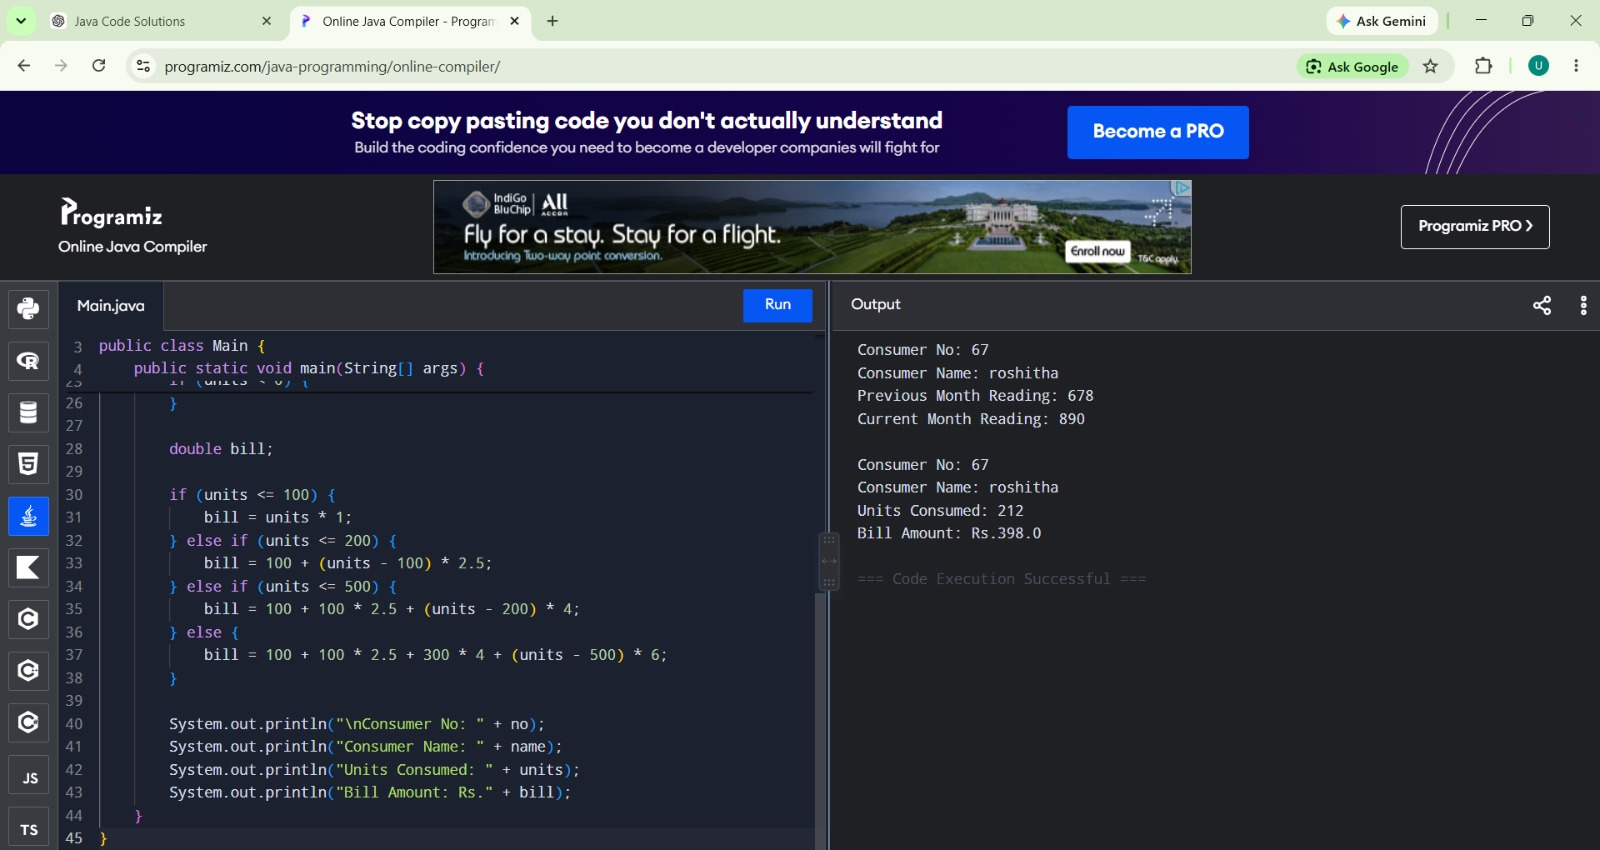 Java Code Solutions
Online Java Compiler - Program
Ask Gemini
programiz.com/java-programming/online-compiler/
Ask Google
U
Stop copy pasting code you don't actually understand
Build the coding confidence you need to become a developer companies will fight for
Become a PRO
Programiz
Online Java Compiler
IndiGo
BluChip
ALL
ACCOR
Fly for a stay. Stay for a flight.
Introducing Two-way point conversion.
Enroll now
T&C apply.
Programiz PRO
Main.java
Run
Output
3 public class Main {
4 public static void main(String[] args) {
25 if (units < 0) {
26 }
27
28 double bill;
29
30 if (units <= 100) {
31 bill = units * 1;
32 } else if (units <= 200) {
33 bill = 100 + (units - 100) * 2.5;
34 } else if (units <= 500) {
35 bill = 100 + 100 * 2.5 + (units - 200) * 4;
36 } else {
37 bill = 100 + 100 * 2.5 + 300 * 4 + (units - 500) * 6;
38 }
39
40 System.out.println("\nConsumer No: " + no);
41 System.out.println("Consumer Name: " + name);
42 System.out.println("Units Consumed: " + units);
43 System.out.println("Bill Amount: Rs." + bill);
44 }
45 }
Consumer No: 67
Consumer Name: roshitha
Previous Month Reading: 678
Current Month Reading: 890
Consumer No: 67
Consumer Name: roshitha
Units Consumed: 212
Bill Amount: Rs.398.0
=== Code Execution Successful ===
R
5
C
C
C
JS
TS